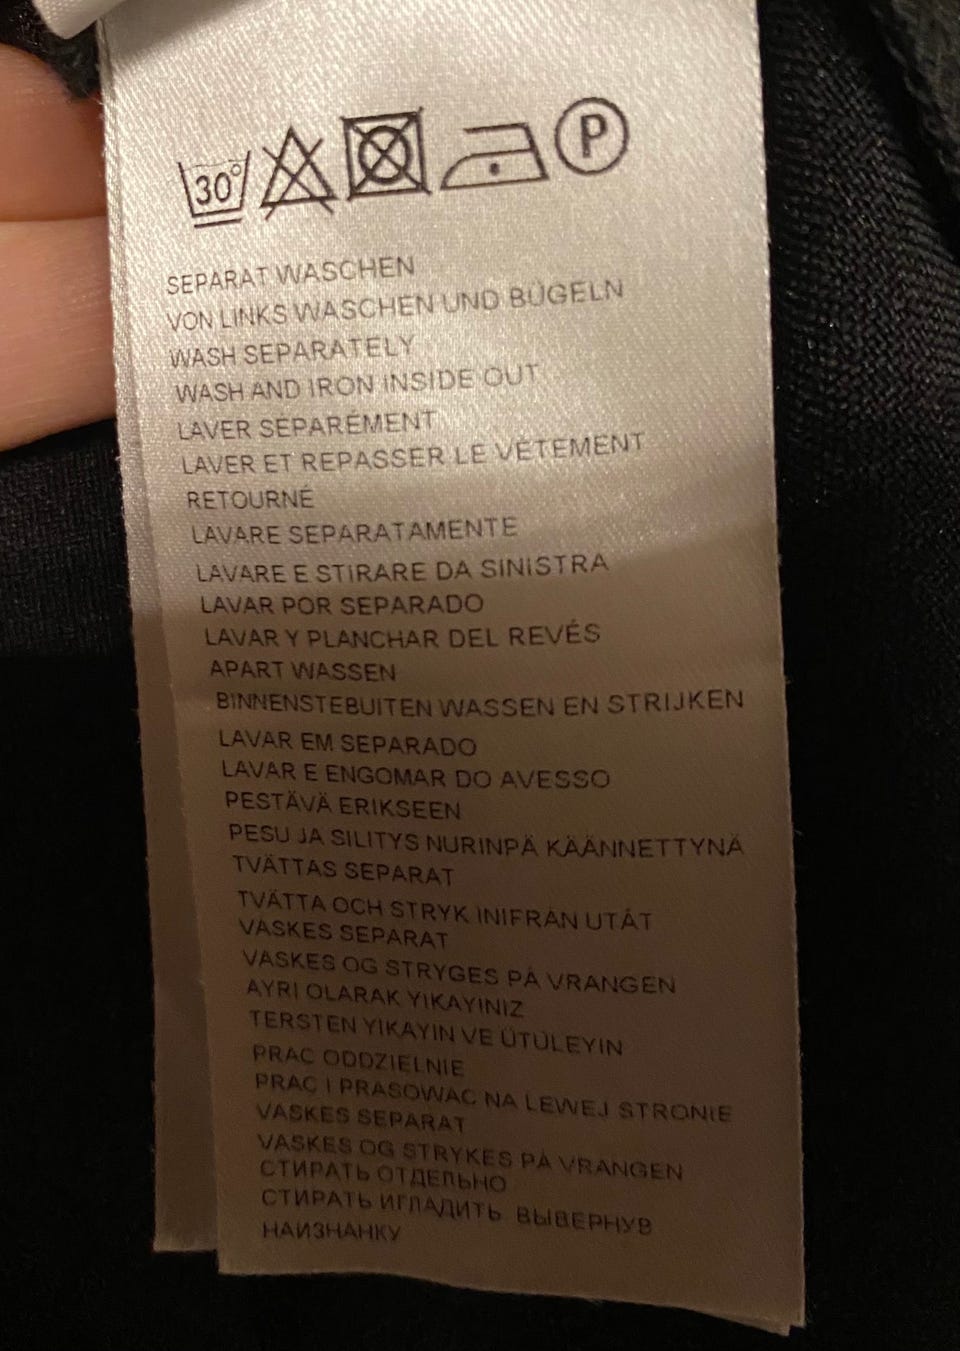 30°
P
SEPARAT WASCHEN
VON LINKS WASCHEN UND BÜGELN
WASH SEPARATELY
WASH AND IRON INSIDE OUT
LAVER SÉPARÉMENT
LAVER ET REPASSER LE VÊTEMENT
RETOURNÉ
LAVARE SEPARATAMENTE
LAVARE E STIRARE DA SINISTRA
LAVAR POR SEPARADO
LAVAR Y PLANCHAR DEL REVÉS
APART WASSEN
BINNENSTEBUITEN WASSEN EN STRIJKEN
LAVAR EM SEPARADO
LAVAR E ENGOMAR DO AVESSO
PESTÄVÄ ERIKSEEN
PESU JA SILITYS NURINPÄ KÄÄNNETTYNÄ
TVÄTTAS SEPARAT
TVÄTTA OCH STRYK INIFRÅN UTÅT
VASKES SEPARAT
VASKES OG STRYGES PÅ VRANGEN
AYRI OLARAK YIKAYINIZ
TERSTEN YIKAYIN VE ÜTÜLEYIN
PRAC ODDZIELNIE
PRAC I PRASOWAC NA LEWEJ STRONIE
VASKES SEPARAT
VASKES OG STRYKES PÅ VRANGEN
СТИРАТЬ ОТДЕЛЬНО
СТИРАТЬ ИГЛАДИТЬ ВЫВЕРНУВ
НАИЗНАНКУ